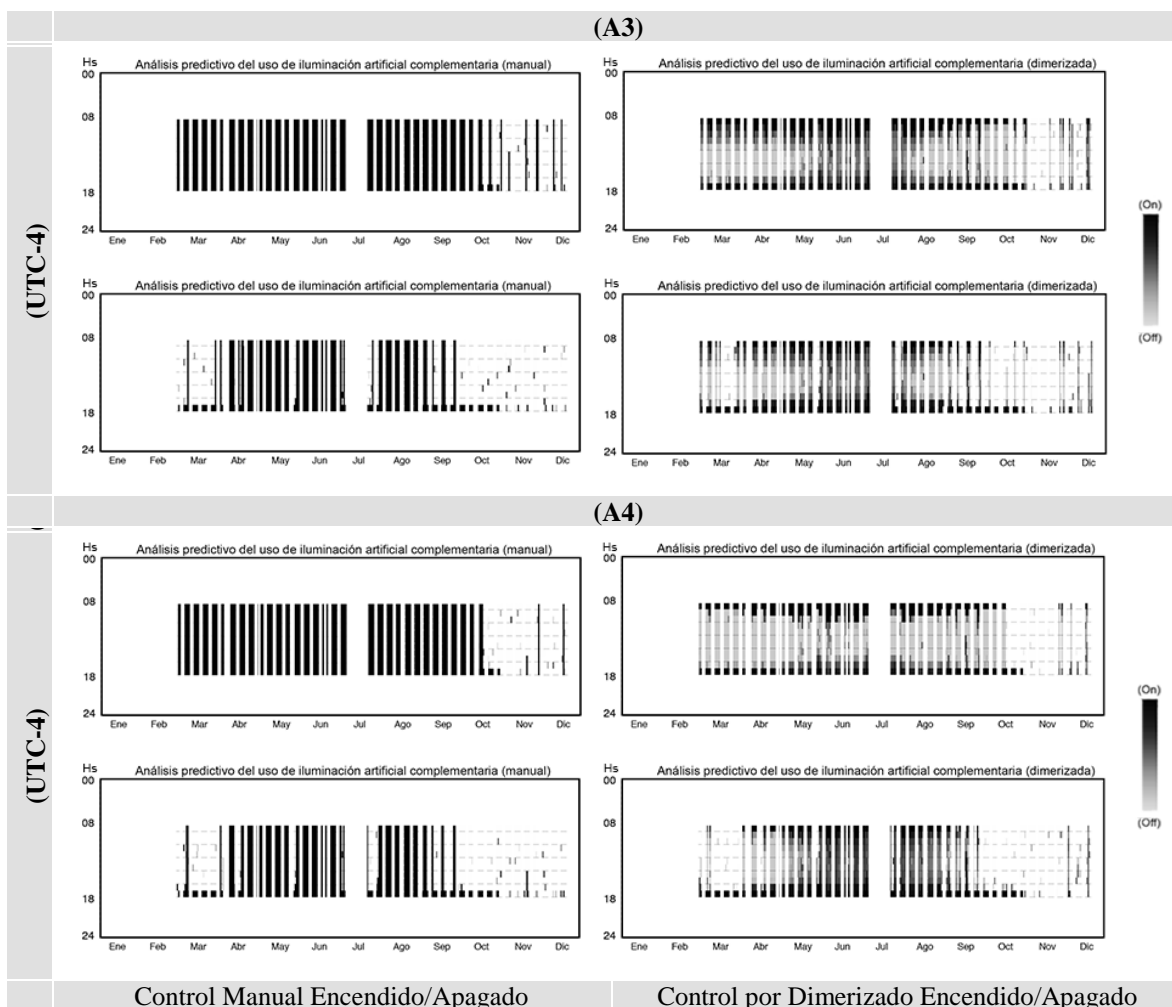 (A3)
(UTC-4)
Hs
Análisis predictivo del uso de iluminación artificial complementaria (manual)
00
08
18
24
Ene Feb Mar Abr May Jun Jul Ago Sep Oct Nov Dic
Hs
Análisis predictivo del uso de iluminación artificial complementaria (dimerizada)
00
08
18
24
Ene Feb Mar Abr May Jun Jul Ago Sep Oct Nov Dic
(On)
(Off)
Hs
Análisis predictivo del uso de iluminación artificial complementaria (manual)
00
08
18
24
Ene Feb Mar Abr May Jun Jul Ago Sep Oct Nov Dic
Hs
Análisis predictivo del uso de iluminación artificial complementaria (dimerizada)
00
08
18
24
Ene Feb Mar Abr May Jun Jul Ago Sep Oct Nov Dic
(A4)
(UTC-4)
Hs
Análisis predictivo del uso de iluminación artificial complementaria (manual)
00
08
18
24
Ene Feb Mar Abr May Jun Jul Ago Sep Oct Nov Dic
Hs
Análisis predictivo del uso de iluminación artificial complementaria (dimerizada)
00
08
18
24
Ene Feb Mar Abr May Jun Jul Ago Sep Oct Nov Dic
(On)
(Off)
Hs
Análisis predictivo del uso de iluminación artificial complementaria (manual)
00
08
18
24
Ene Feb Mar Abr May Jun Jul Ago Sep Oct Nov Dic
Hs
Análisis predictivo del uso de iluminación artificial complementaria (dimerizada)
00
08
18
24
Ene Feb Mar Abr May Jun Jul Ago Sep Oct Nov Dic
Control Manual Encendido/Apagado
Control por Dimerizado Encendido/Apagado